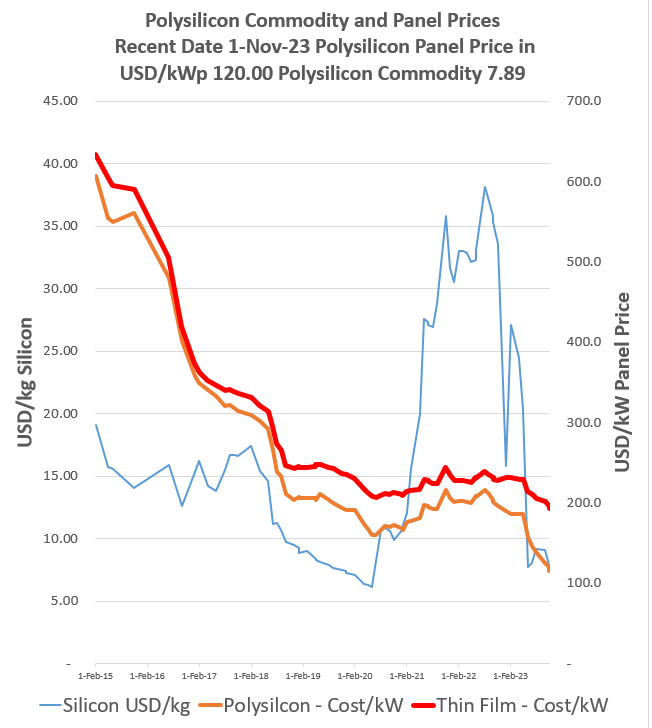 Polysilicon Commodity and Panel Prices
Recent Date 1-Nov-23 Polysilicon Panel Price in
USD/kWp 120.00 Polysilicon Commodity 7.89
45.00
40.00
35.00
30.00
25.00
20.00
15.00
10.00
5.00
-
USD/kg Silicon
700.0
600.0
500.0
400.0
300.0
200.0
100.0
-
USD/kW Panel Price
1-Feb-15 1-Feb-16 1-Feb-17 1-Feb-18 1-Feb-19 1-Feb-20 1-Feb-21 1-Feb-22 1-Feb-23
Silicon USD/kg Polysilcon - Cost/kW Thin Film - Cost/kW